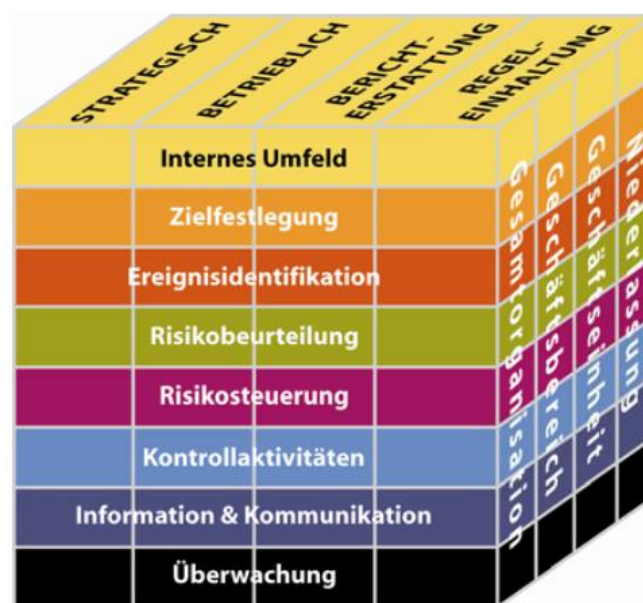 STRATEGISCH
BETRIEBLICH
BERICHT-
ERSTATTUNG
REGEL-
EINHALTUNG
Internes Umfeld
Zielfestlegung
Ereignisidentifikation
Risikobeurteilung
Risikosteuerung
Kontrollaktivitäten
Information & Kommunikation
Überwachung
Gesamtorganisation
Geschäftsbereich
Geschäftseinheit
Niederlassung